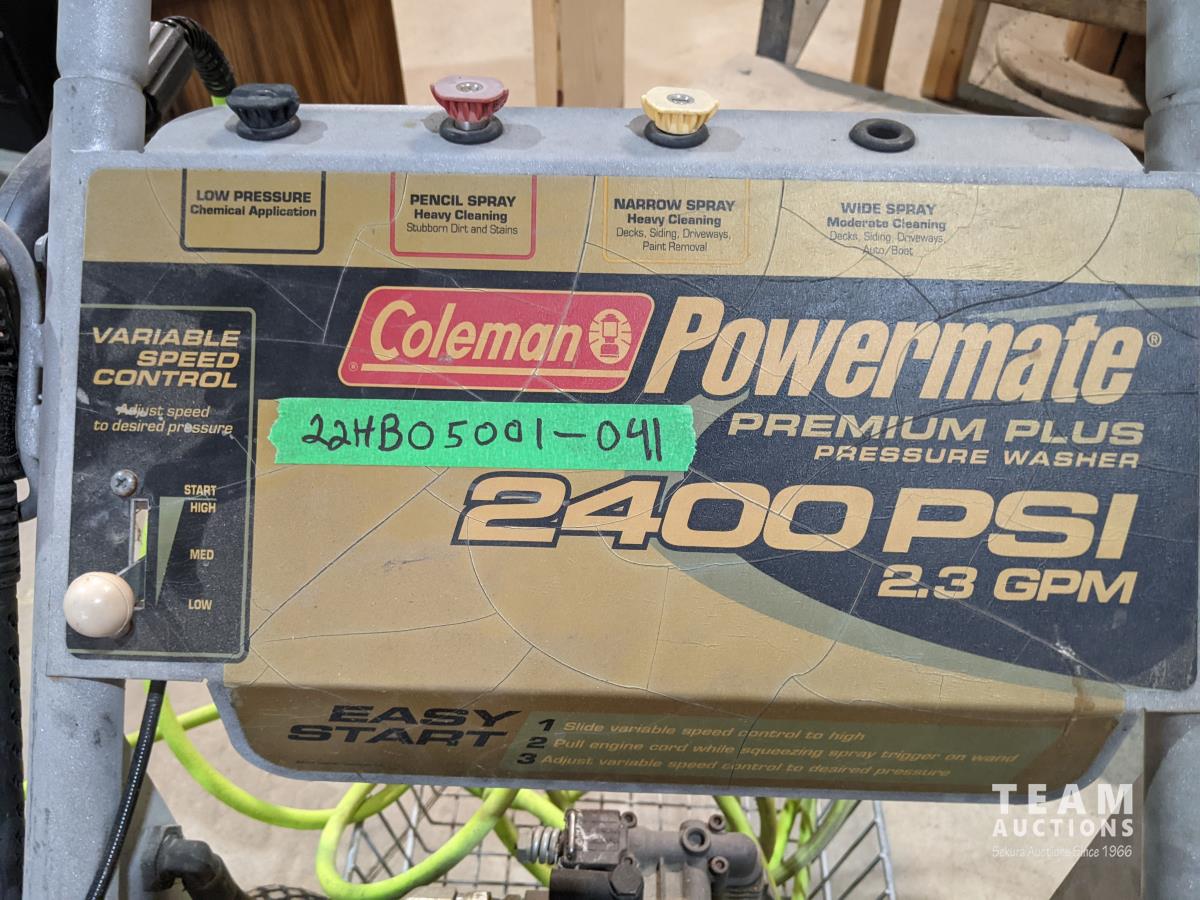 LOW PRESSURE
Chemical Application
PENCIL SPRAY
Heavy Cleaning
Stubborn Dirt and Stains
NARROW SPRAY
Heavy Cleaning
Decks, Siding, Driveways,
Paint Removal
WIDE SPRAY
Moderate Cleaning
Decks, Siding, Driveways,
Auto/Boat
VARIABLE
SPEED
CONTROL
Adjust speed
to desired pressure
START
HIGH
MED
LOW
Coleman®
Powermate®
PREMIUM PLUS
PRESSURE WASHER
22HB05001-041
2400 PSI
2.3 GPM
EASY
START
1 Slide variable speed control to high
2 Pull engine cord while squeezing spray trigger on wand
3 Adjust variable speed control to desired pressure
TEAM
AUCTIONS
Sekura Auctions Since 1966